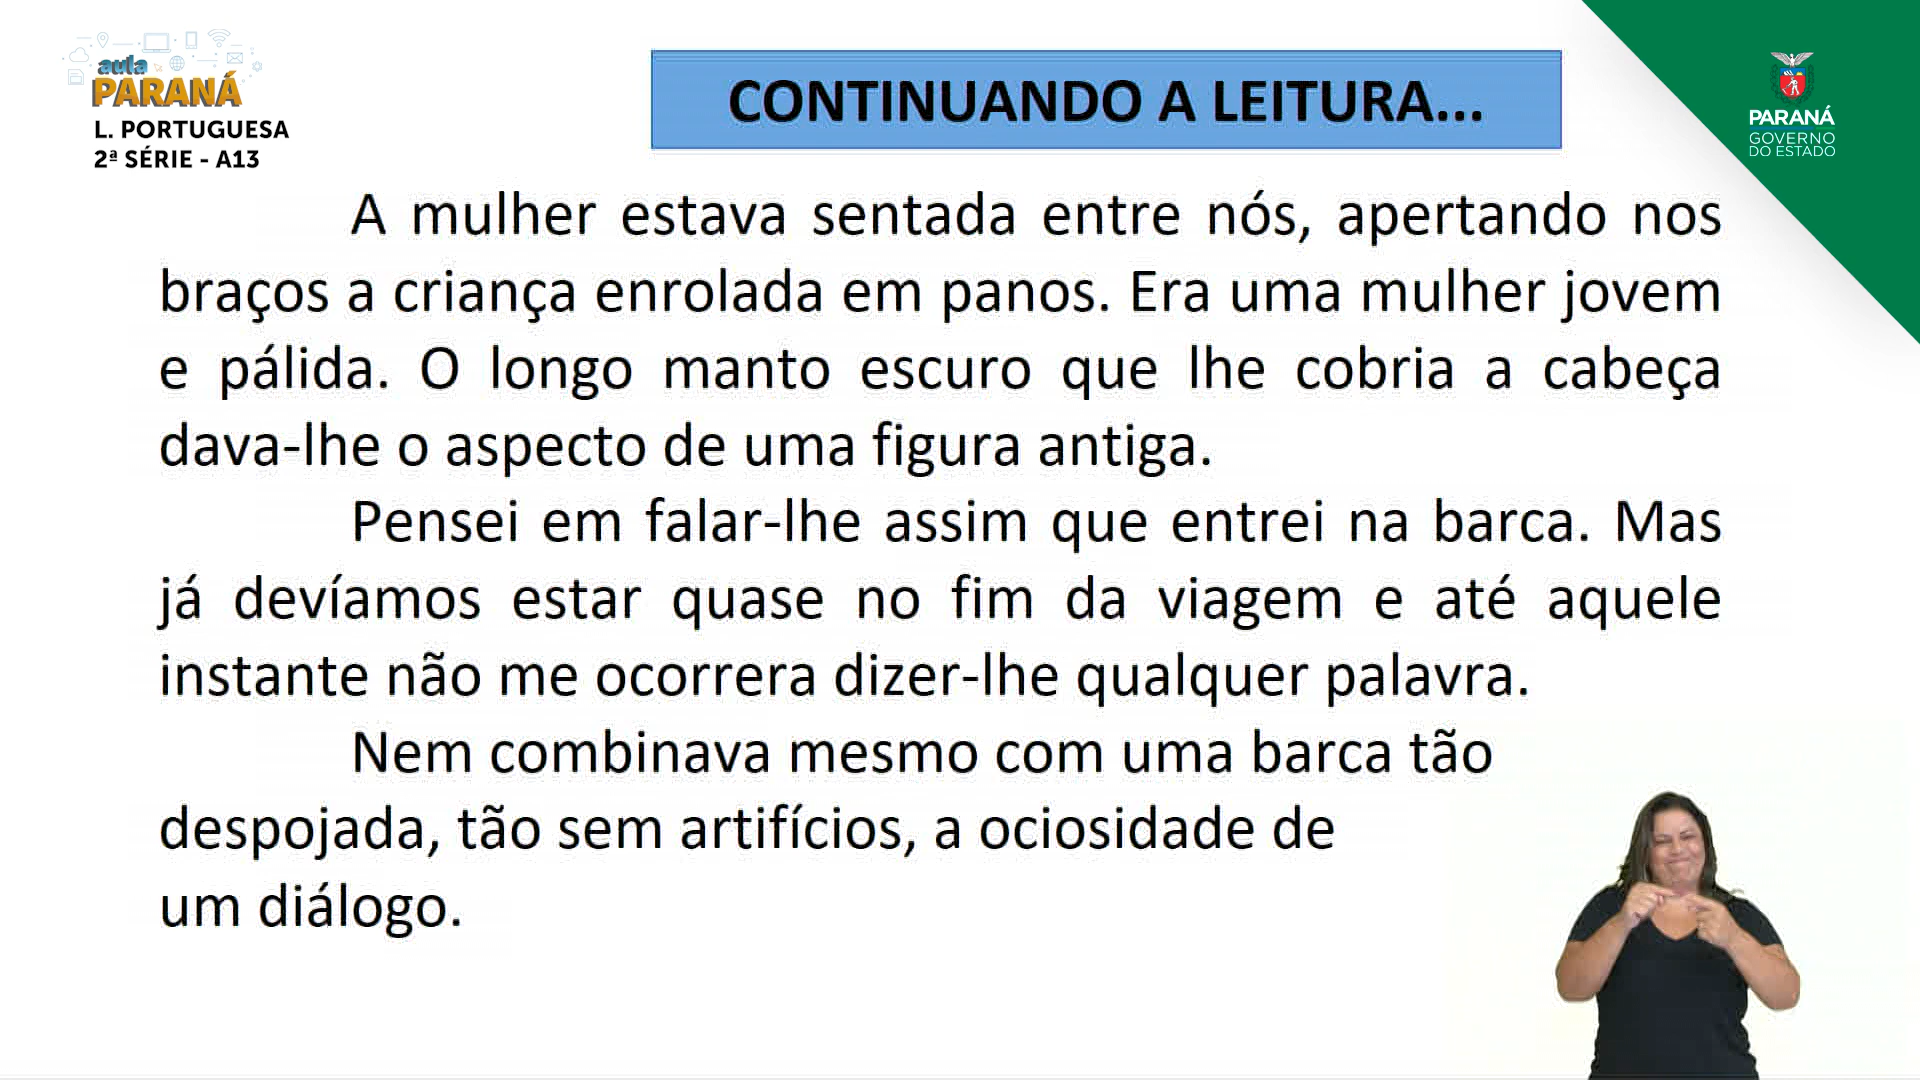 aula
PARANÁ
L. PORTUGUESA
2ª SÉRIE - A13
CONTINUANDO A LEITURA...
PARANÁ
GOVERNO
DO ESTADO
A mulher estava sentada entre nós, apertando nos
braços a criança enrolada em panos. Era uma mulher jovem
e pálida. O longo manto escuro que lhe cobria a cabeça
dava-lhe o aspecto de uma figura antiga.
Pensei em falar-lhe assim que entrei na barca. Mas
já devíamos estar quase no fim da viagem e até aquele
instante não me ocorrera dizer-lhe qualquer palavra.
Nem combinava mesmo com uma barca tão
despojada, tão sem artifícios, a ociosidade de
um diálogo.